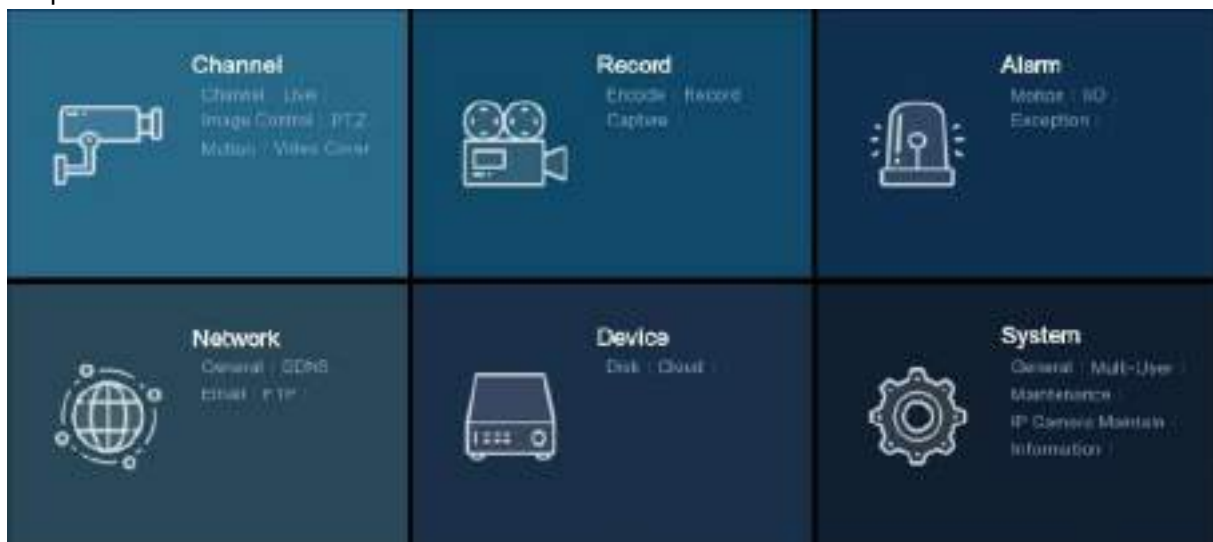 Channel
Channel | Live |
Image Control | PTZ
Motion | Video Cover
Record
Encode | Record
Capture
Alarm
Motion | I/O |
Exception |
Network
General | DDNS
Email | FTP
Device
Disk | Cloud |
System
General | Multi-User |
Maintenance |
IP Camera Maintain
Information |